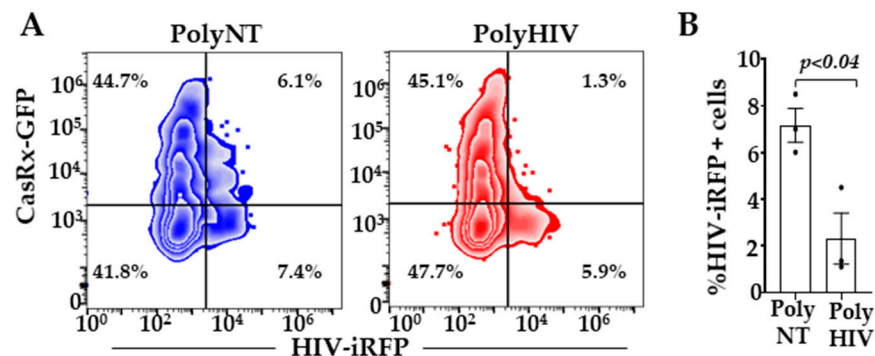 A
PolyNT
PolyHIV
CasRx-GFP
10⁶
10⁵
10⁴
10³
0
44.7%
6.1%
41.8%
7.4%
10⁰
10²
10⁴
10⁶
10⁶
10⁵
10⁴
10³
0
45.1%
1.3%
47.7%
5.9%
10⁰
10²
10⁴
10⁶
HIV-iRFP
B
%HIV-iRFP + cells
10
8
6
4
2
0
p<0.04
Poly
NT
Poly
HIV